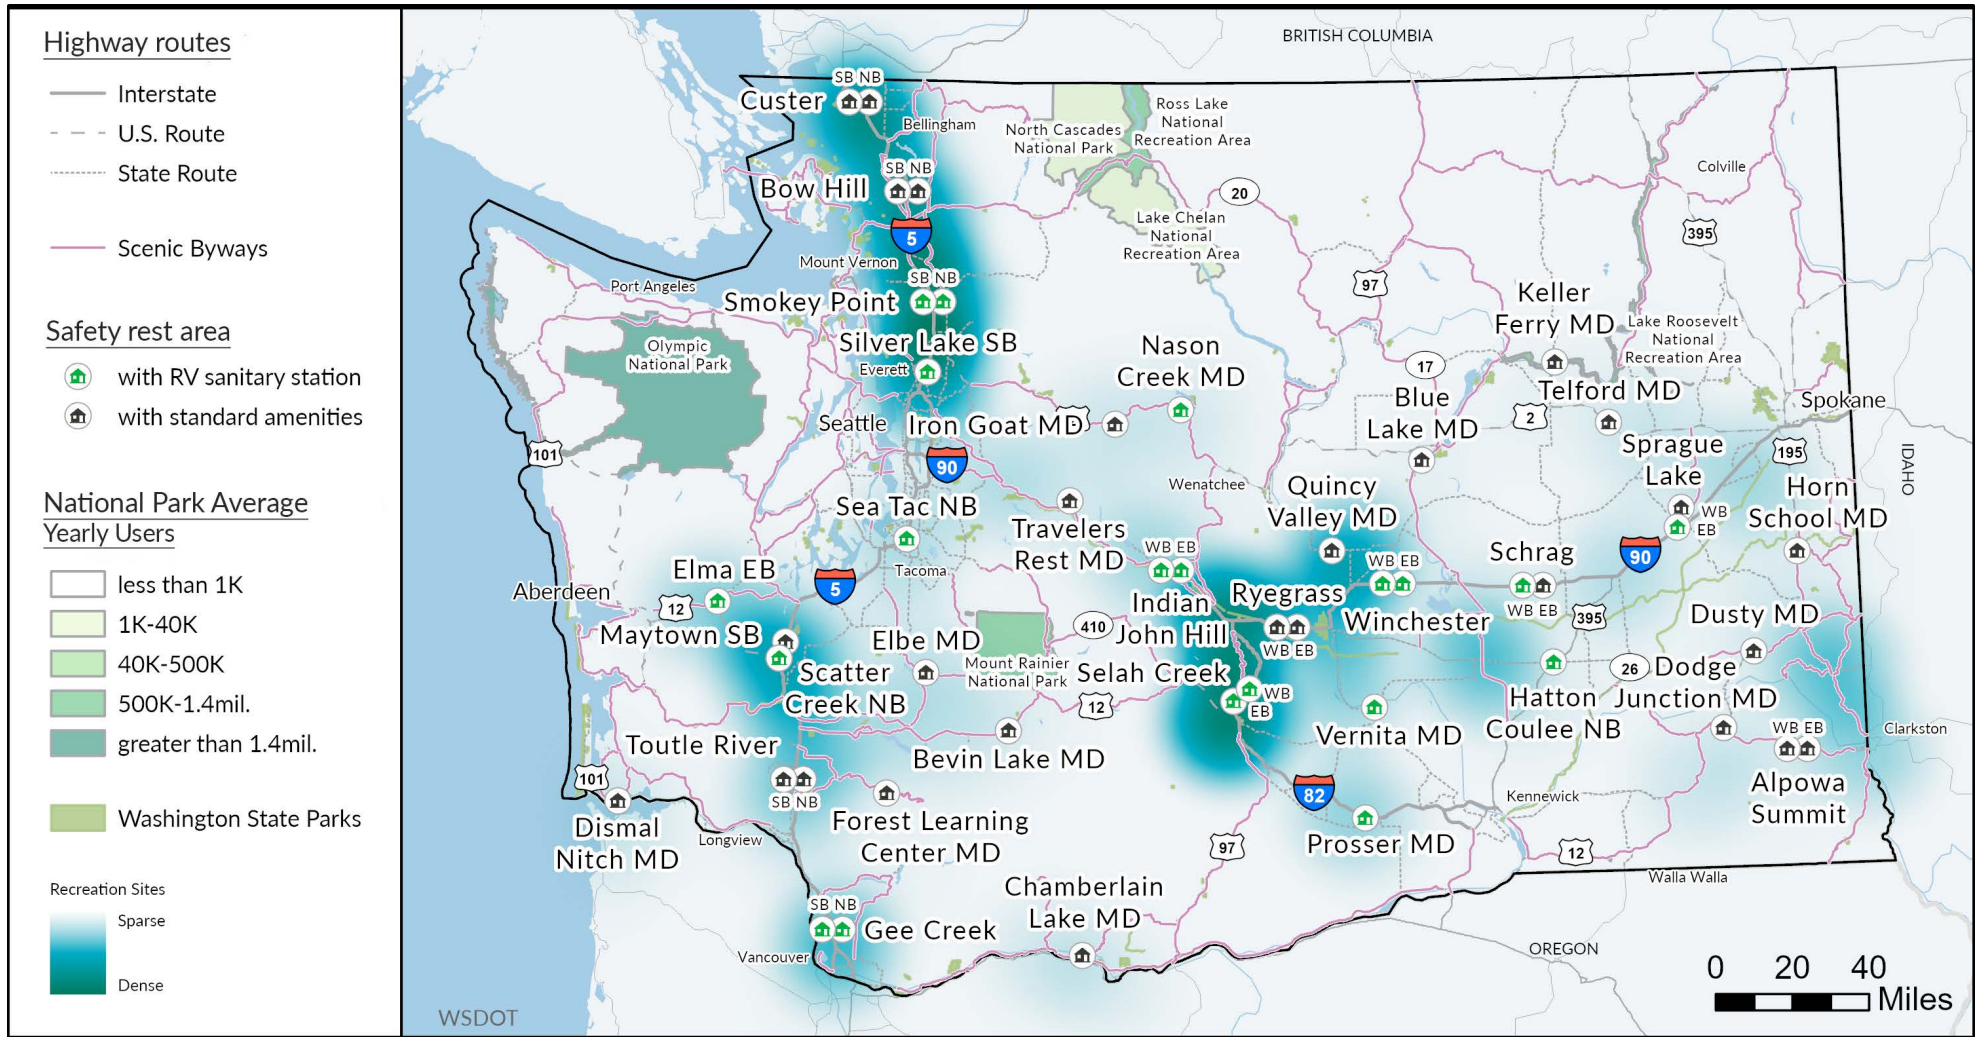 Highway routes
Interstate
U.S. Route
State Route
Scenic Byways
Safety rest area
with RV sanitary station
with standard amenities
National Park Average
Yearly Users
less than 1K
1K-40K
40K-500K
500K-1.4mil.
greater than 1.4mil.
Washington State Parks
Recreation Sites
Sparse
Dense
BRITISH COLUMBIA
SB NB
Custer
Bellingham
North Cascades
National Park
Ross Lake
National
Recreation Area
SB NB
Bow Hill
20
Colville
Lake Chelan
National
Recreation Area
5
395
Mount Vernon
SB NB
Smokey Point
Port Angeles
97
Keller
Ferry MD
Lake Roosevelt
National
Recreation Area
Olympic
National Park
Silver Lake SB
Everett
Nason
Creek MD
17
Telford MD
Blue
Lake MD
2
Spokane
Seattle
Iron Goat MD
101
90
Sprague
Lake
195
IDAHO
Wenatchee
Quincy
Valley MD
Horn
School MD
WB
EB
Sea Tac NB
Travelers
Rest MD
WB EB
WB EB
Schrag
90
Elma EB
5
Tacoma
Aberdeen
12
Indian
John Hill
Ryegrass
WB EB
Winchester
WB EB
395
Dusty MD
Maytown SB
Elbe MD
410
Mount Rainier
National Park
Scatter
Creek NB
Selah Creek
WB
EB
12
26
Dodge
Junction MD
Hatton
Coulee NB
Vernita MD
WB EB
Clarkston
Toutle River
Bevin Lake MD
101
SB NB
82
Kennewick
Alpowa
Summit
Dismal
Nitch MD
Longview
Forest Learning
Center MD
97
Prosser MD
12
Walla Walla
Chamberlain
Lake MD
SB NB
Gee Creek
Vancouver
OREGON
0 20 40
Miles
WSDOT